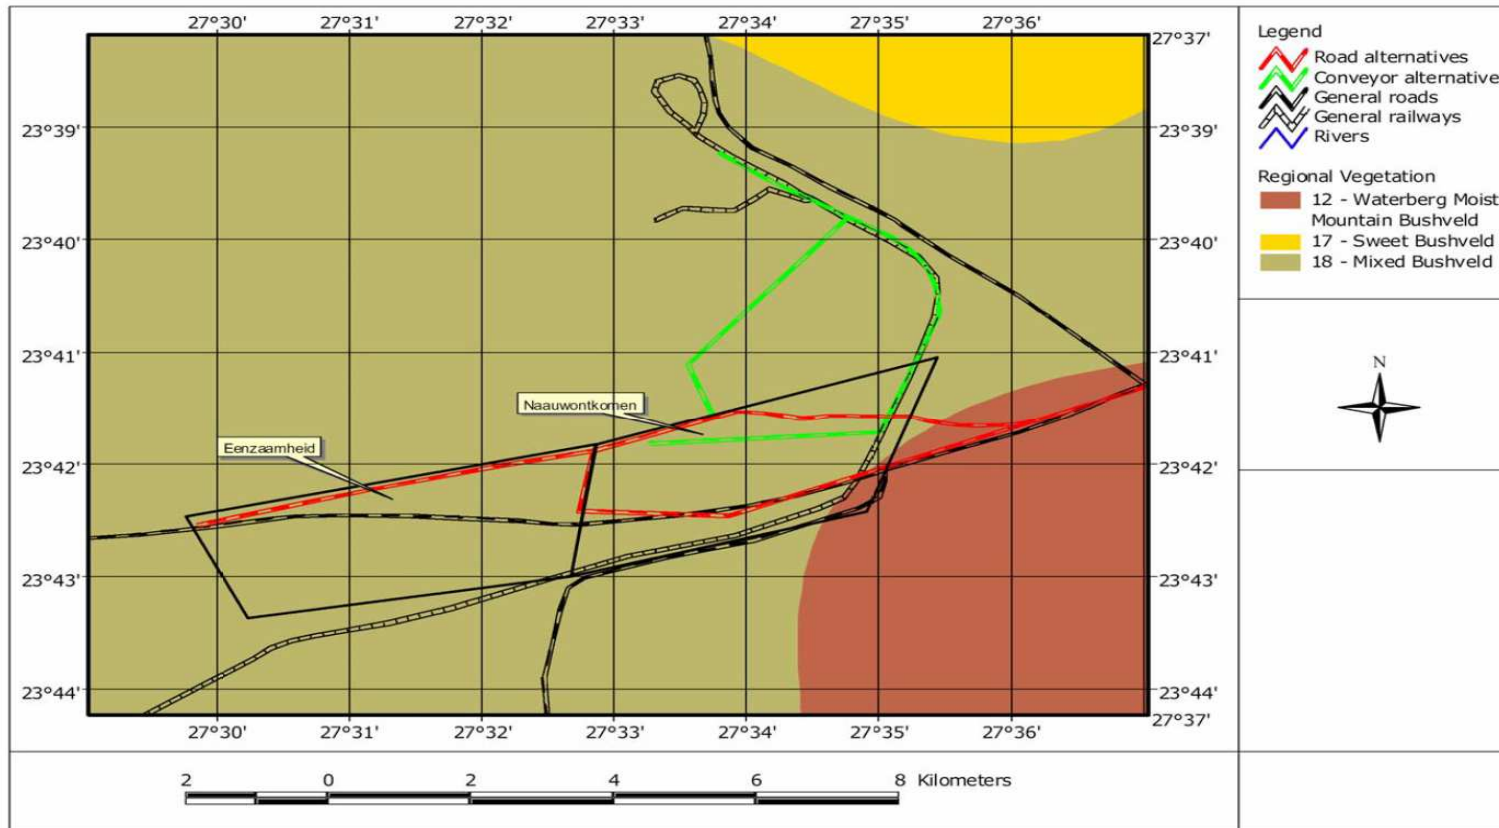 27°30' 27°31' 27°32' 27°33' 27°34' 27°35' 27°36'
27°37'
23°39' 23°39'
23°40' 23°40'
23°41' 23°41'
Naauwontkomen
Eenzaamheid
23°42' 23°42'
23°43' 23°43'
23°44' 23°44'
27°37'
27°30' 27°31' 27°32' 27°33' 27°34' 27°35' 27°36'
2 0 2 4 6 8 Kilometers
Legend
Road alternatives
Conveyor alternative
General roads
General railways
Rivers
Regional Vegetation
12 - Waterberg Moist
Mountain Bushveld
17 - Sweet Bushveld
18 - Mixed Bushveld
N